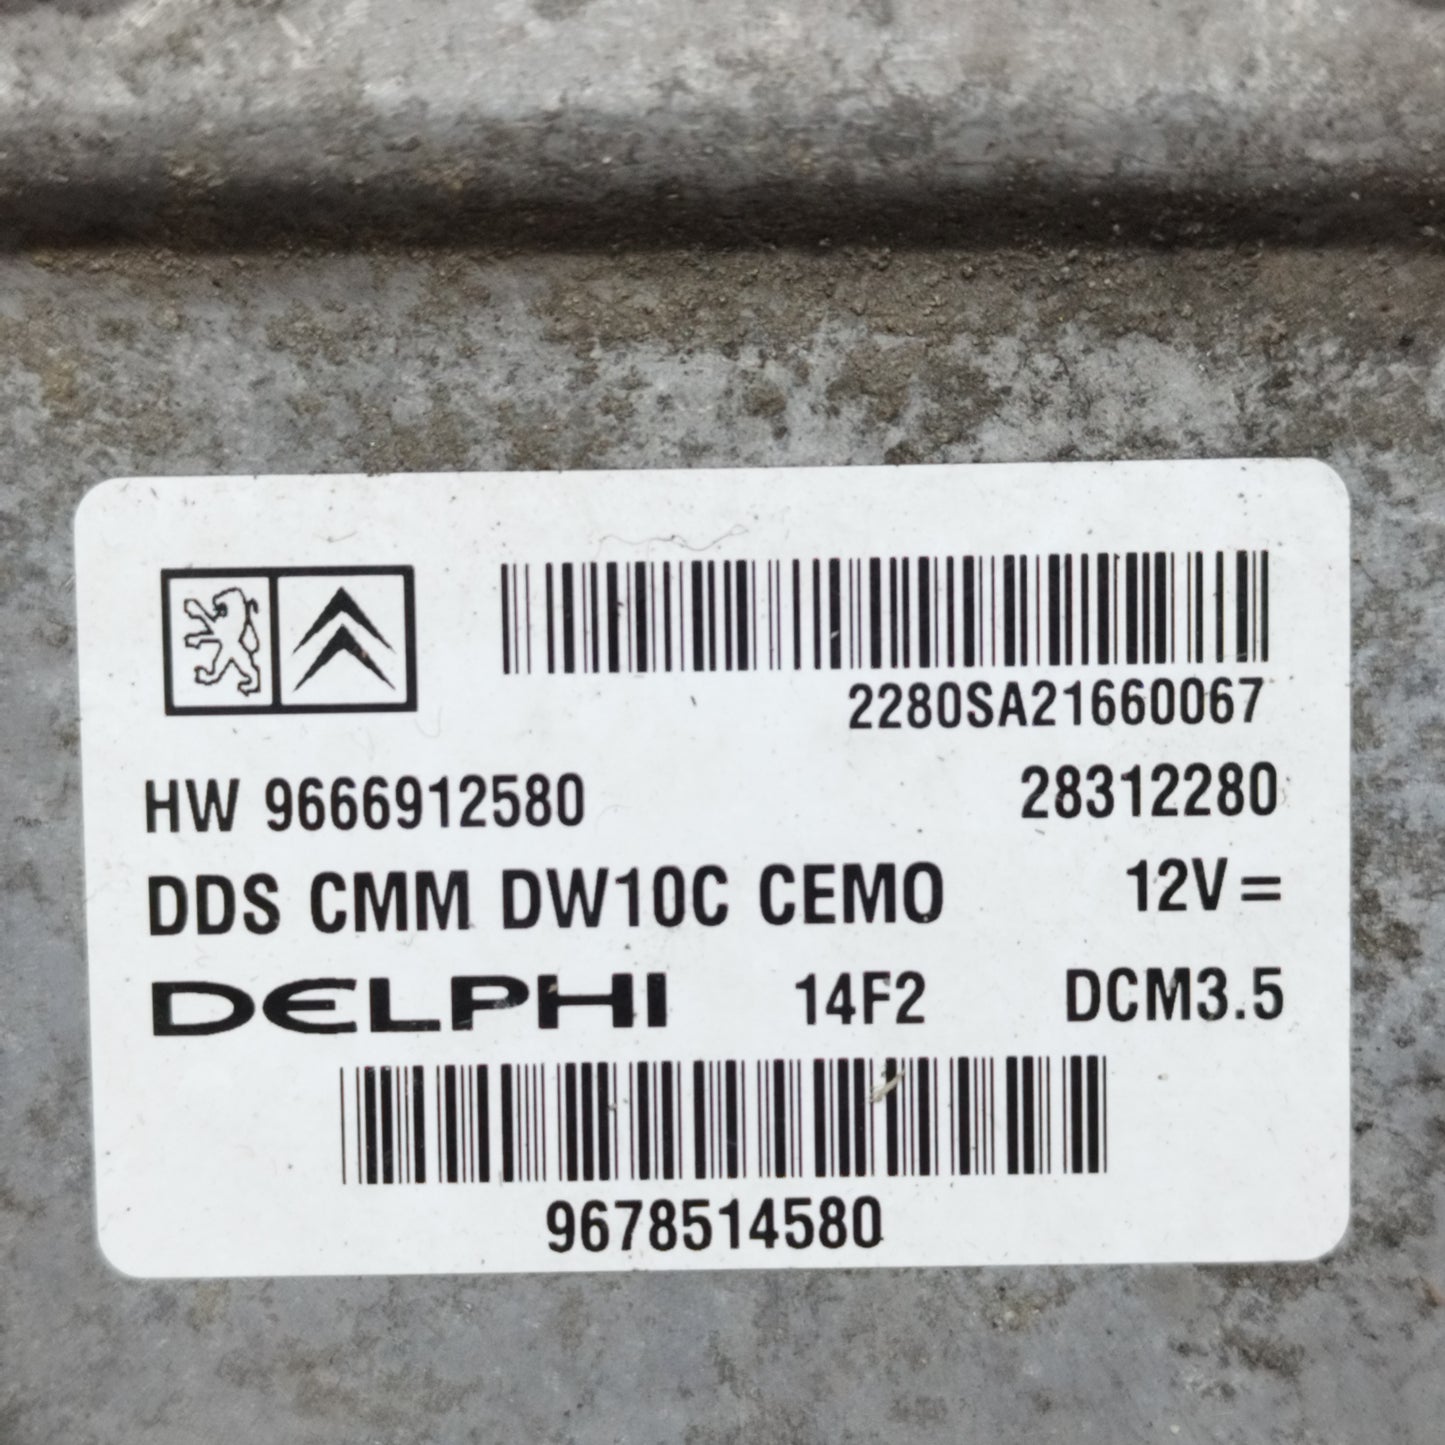 2280SA21660067
HW 9666912580 28312280
DDS CMM DW10C CEMO 12V =
DELPHI 14F2 DCM3.5
9678514580